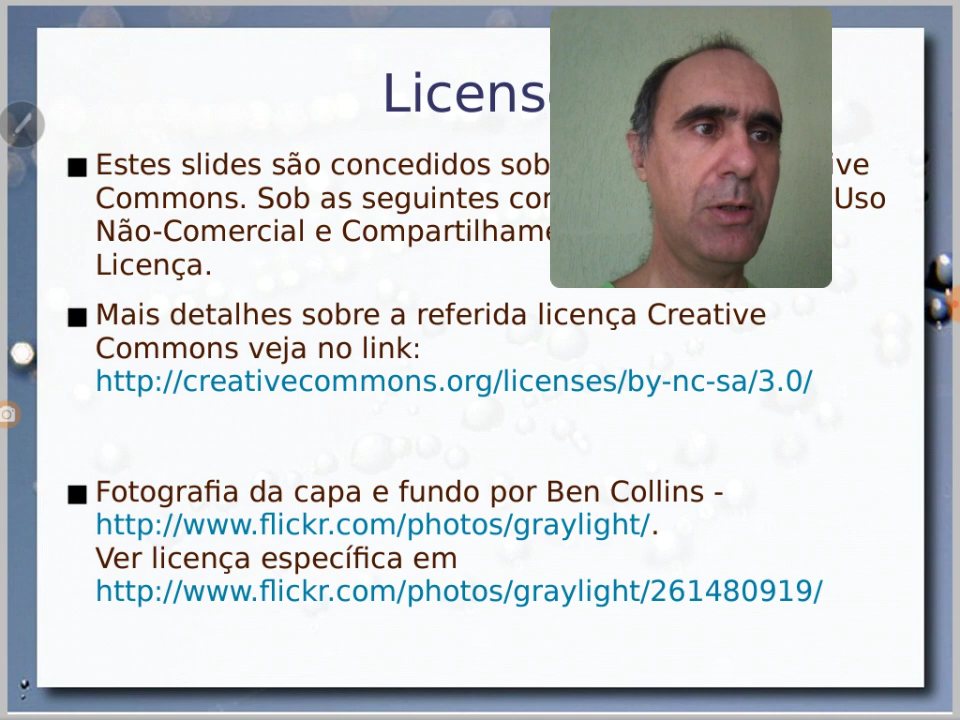 Licens
Estes slides são concedidos sob ive
Commons. Sob as seguintes Uso
Não-Comercial e
Licença.
Mais detalhes sobre a referida licença Creative
Commons veja no link:
http://creativecommons.org/licenses/by-nc-sa/3.0/
Fotografia da capa e fundo por Ben Collins -
http://www.flickr.com/photos/graylight/.
Ver licença específica em
http://www.flickr.com/photos/graylight/261480919/